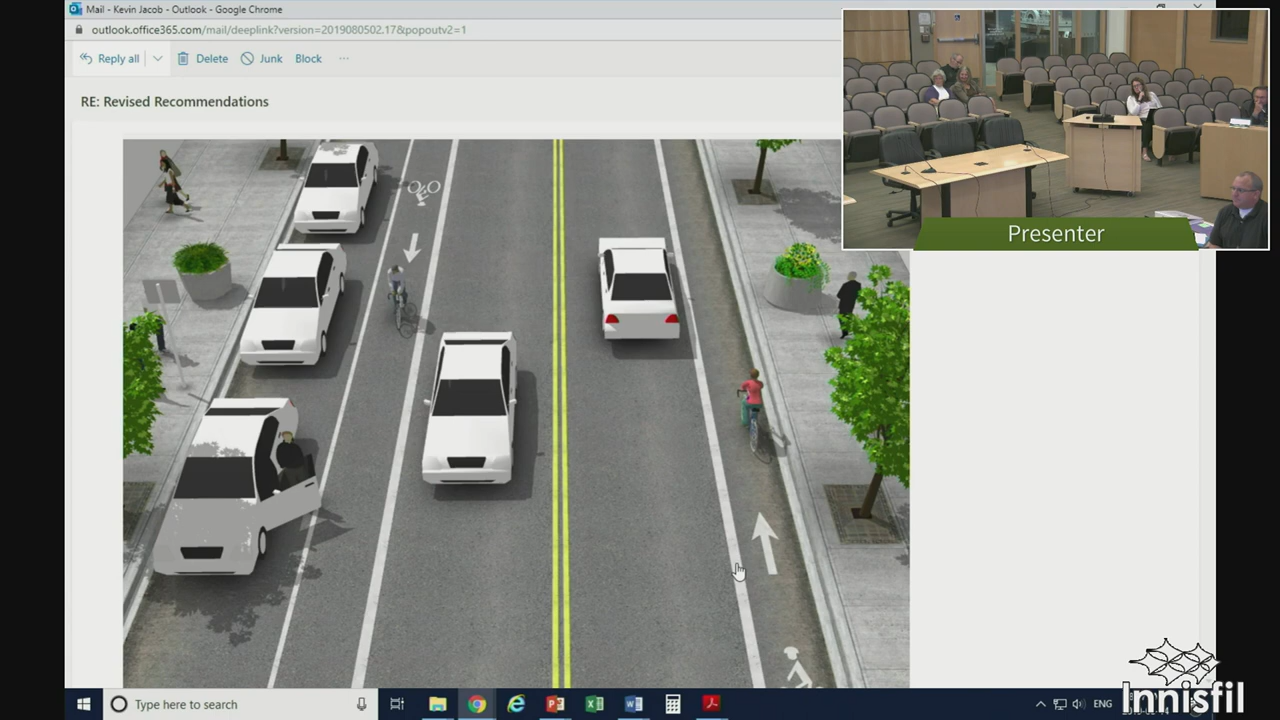 Mail - Kevin Jacob - Outlook - Google Chrome
outlook.office365.com/mail/deeplink?version=2019080502.17&popoutv2=1
Reply all
Delete
Junk
Block
RE: Revised Recommendations
Presenter
Type here to search
ENG
Innisfil